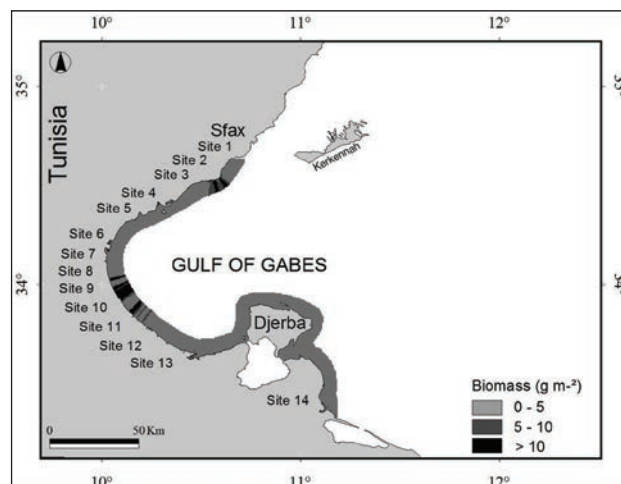 10°
11°
12°
35°
35°
Tunisia
Sfax
Site 1
Site 2
Site 3
Kerkennah
Site 4
Site 5
Site 6
Site 7
Site 8
Site 9
Site 10
Site 11
Site 12
Site 13
34°
34°
GULF OF GABES
Djerba
Site 14
Biomass (g m-²)
0 - 5
5 - 10
> 10
0 50 Km
10°
11°
12°